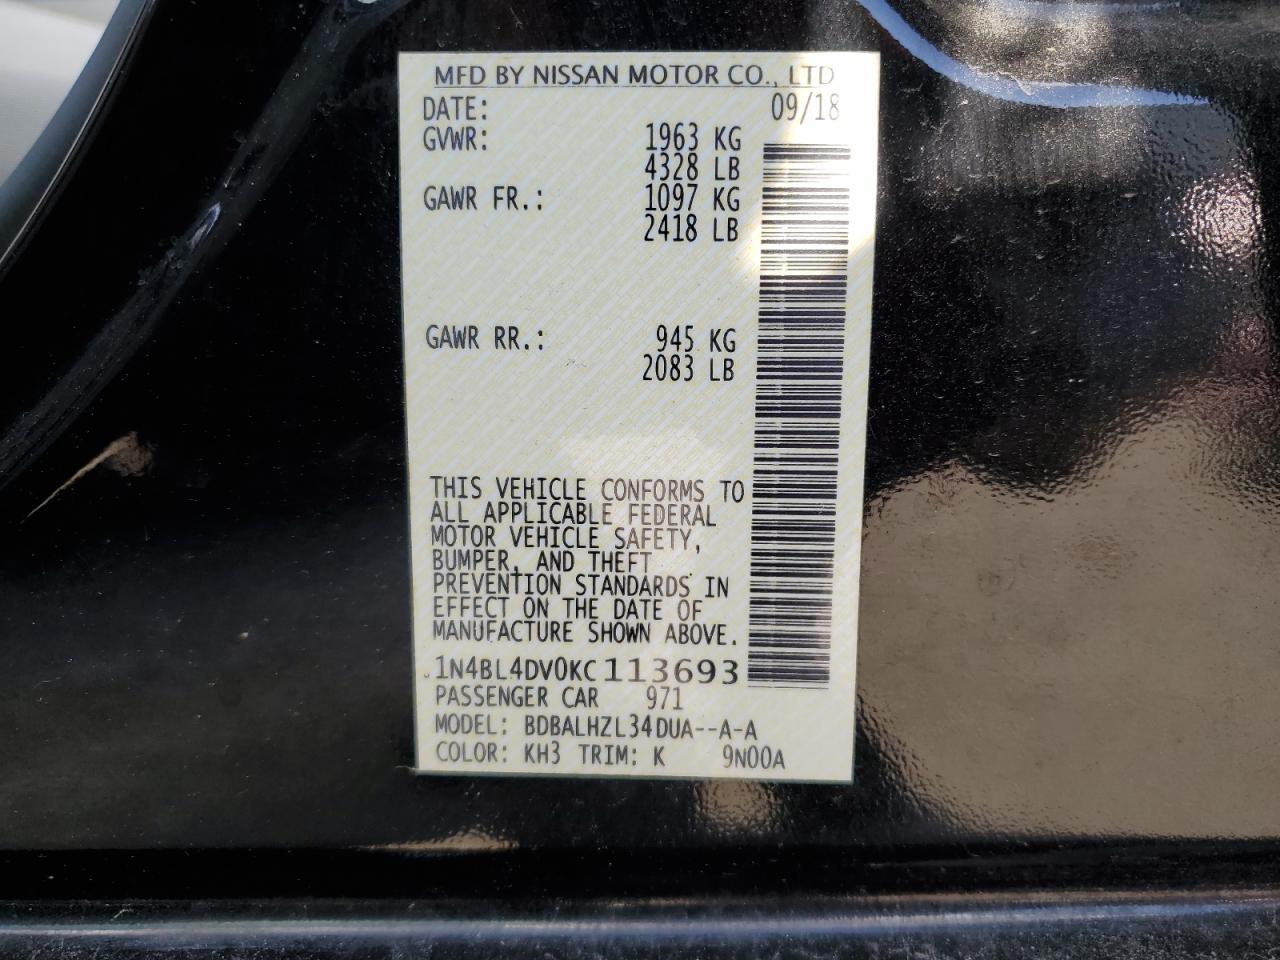 MFD BY NISSAN MOTOR CO., LTD
DATE: 09/18
GVWR: 1963 KG
4328 LB
GAWR FR.: 1097 KG
2418 LB
GAWR RR.: 945 KG
2083 LB
THIS VEHICLE CONFORMS TO
ALL APPLICABLE FEDERAL
MOTOR VEHICLE SAFETY,
BUMPER, AND THEFT
PREVENTION STANDARDS IN
EFFECT ON THE DATE OF
MANUFACTURE SHOWN ABOVE.
1N4BL4DV0KC113693
PASSENGER CAR 971
MODEL: BDBALHZL34DUA--A-A
COLOR: KH3 TRIM: K 9N00A